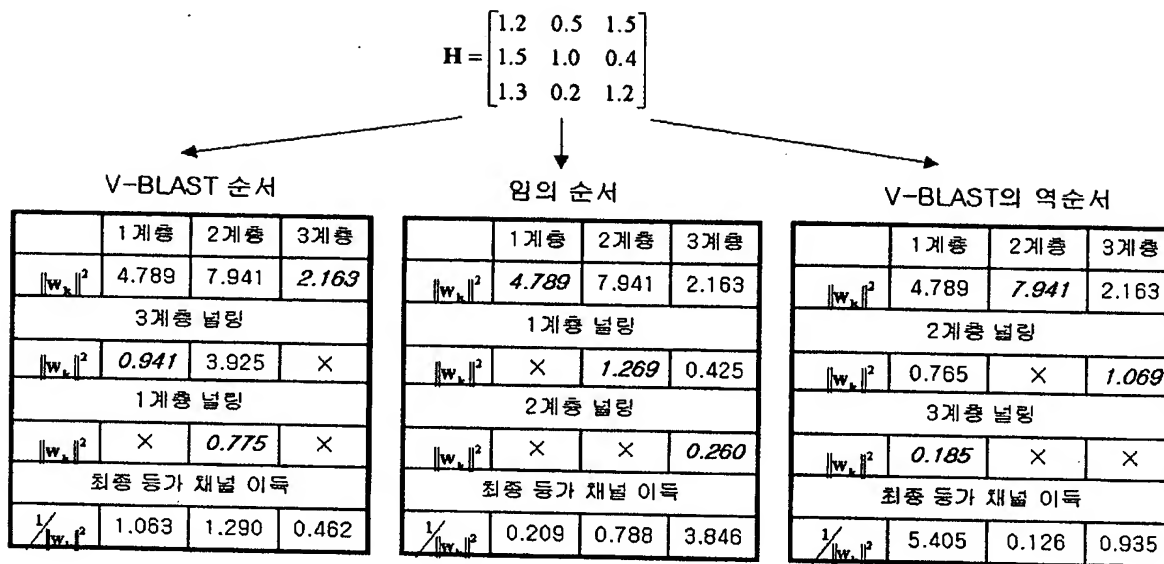 H = [1.2 0.5 1.5
1.5 1.0 0.4
1.3 0.2 1.2]
V-BLAST 순서
1계층 2계층 3계층
‖w_k‖² 4.789 7.941 2.163
3계층 널링
‖w_k‖² 0.941 3.925 ×
1계층 널링
‖w_k‖² × 0.775 ×
최종 등가 채널 이득
1/‖w_k‖² 1.063 1.290 0.462
임의 순서
1계층 2계층 3계층
‖w_k‖² 4.789 7.941 2.163
1계층 널링
‖w_k‖² × 1.269 0.425
2계층 널링
‖w_k‖² × × 0.260
최종 등가 채널 이득
1/‖w_k‖² 0.209 0.788 3.846
V-BLAST의 역순서
1계층 2계층 3계층
‖w_k‖² 4.789 7.941 2.163
2계층 널링
‖w_k‖² 0.765 × 1.069
3계층 널링
‖w_k‖² 0.185 × ×
최종 등가 채널 이득
1/‖w_k‖² 5.405 0.126 0.935